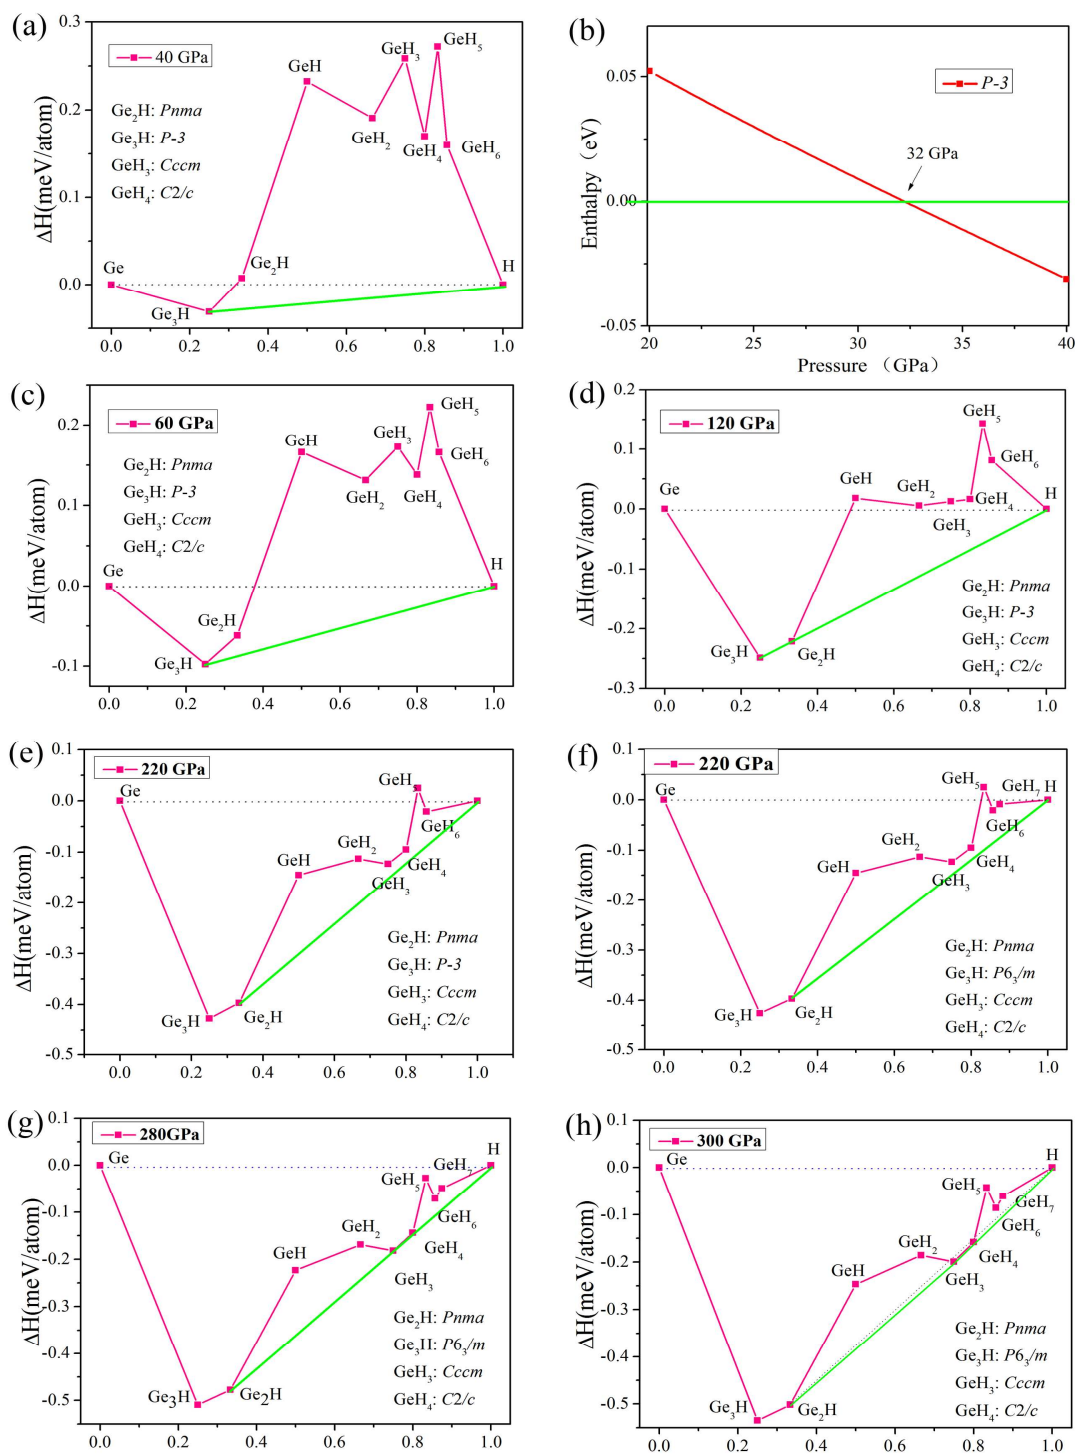 (a)
40 GPa
Ge₂H: Pnma
Ge₃H: P-3
GeH₃: Cccm
GeH₄: C2/c
ΔH(meV/atom)
0.3
0.2
0.1
0.0
Ge
Ge₃H
Ge₂H
GeH
GeH₂
GeH₃
GeH₄
GeH₅
GeH₆
H
0.0 0.2 0.4 0.6 0.8 1.0
(b)
P-3
32 GPa
Enthalpy（eV）
0.05
0.00
-0.05
20 25 30 35 40
Pressure （GPa）
(c)
60 GPa
Ge₂H: Pnma
Ge₃H: P-3
GeH₃: Cccm
GeH₄: C2/c
ΔH(meV/atom)
0.2
0.1
0.0
-0.1
Ge
Ge₃H
Ge₂H
GeH
GeH₂
GeH₃
GeH₄
GeH₅
GeH₆
H
0.0 0.2 0.4 0.6 0.8 1.0
(d)
120 GPa
ΔH(meV/atom)
0.2
0.1
0.0
-0.1
-0.2
-0.3
Ge
Ge₃H
Ge₂H
GeH
GeH₂
GeH₃
GeH₄
GeH₅
GeH₆
H
Ge₂H: Pnma
Ge₃H: P-3
GeH₃: Cccm
GeH₄: C2/c
0.0 0.2 0.4 0.6 0.8 1.0
(e)
220 GPa
ΔH(meV/atom)
0.1
0.0
-0.1
-0.2
-0.3
-0.4
-0.5
Ge₃H
Ge₂H
GeH
GeH₂
GeH₃
GeH₄
GeH₅
GeH₆
Ge₂H: Pnma
Ge₃H: P-3
GeH₃: Cccm
GeH₄: C2/c
0.0 0.2 0.4 0.6 0.8 1.0
(f)
220 GPa
ΔH(meV/atom)
0.1
0.0
-0.1
-0.2
-0.3
-0.4
-0.5
Ge
Ge₃H
Ge₂H
GeH
GeH₂
GeH₃
GeH₄
GeH₅
GeH₆
GeH₇ H
Ge₂H: Pnma
Ge₃H: P6₃/m
GeH₃: Cccm
GeH₄: C2/c
0.0 0.2 0.4 0.6 0.8 1.0
(g)
280GPa
ΔH(meV/atom)
0.1
0.0
-0.1
-0.2
-0.3
-0.4
-0.5
Ge
Ge₃H
Ge₂H
GeH
GeH₂
GeH₃
GeH₄
GeH₅
GeH₆
GeH₇
H
Ge₂H: Pnma
Ge₃H: P6₃/m
GeH₃: Cccm
GeH₄: C2/c
0.0 0.2 0.4 0.6 0.8 1.0
(h)
300 GPa
ΔH(meV/atom)
0.1
0.0
-0.1
-0.2
-0.3
-0.4
-0.5
Ge
Ge₃H
Ge₂H
GeH
GeH₂
GeH₃
GeH₄
GeH₅
GeH₆
GeH₇
H
Ge₂H: Pnma
Ge₃H: P6₃/m
GeH₃: Cccm
GeH₄: C2/c
0.0 0.2 0.4 0.6 0.8 1.0